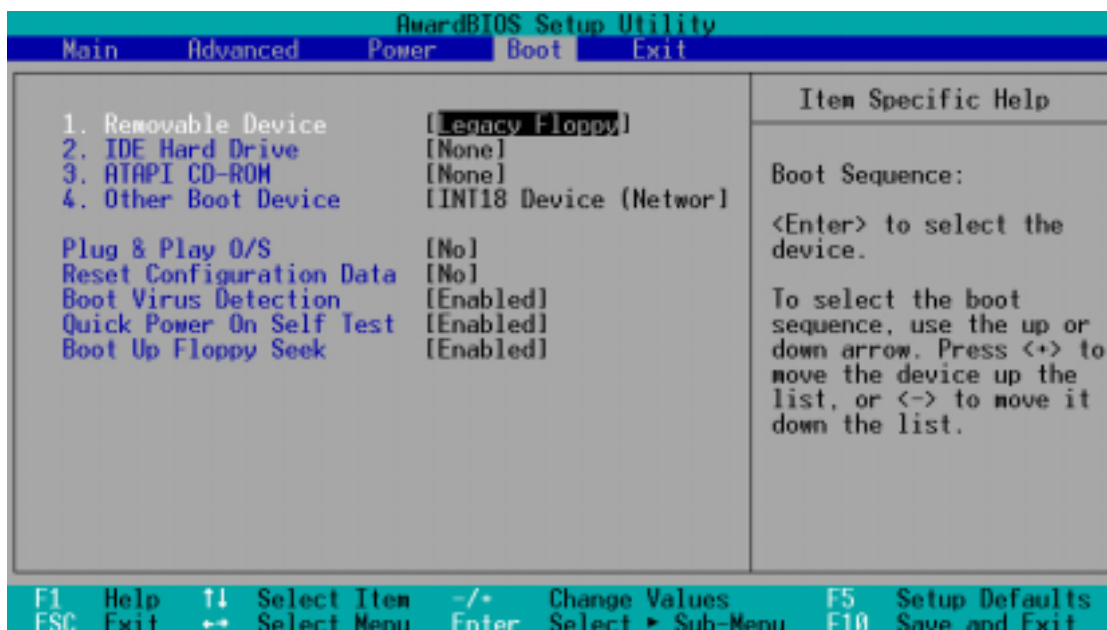 AwardBIOS Setup Utility
Main Advanced Power Boot Exit
1. Removable Device [Legacy Floppy]
2. IDE Hard Drive [None]
3. ATAPI CD-ROM [None]
4. Other Boot Device [INT18 Device (Networ]
Plug & Play O/S [No]
Reset Configuration Data [No]
Boot Virus Detection [Enabled]
Quick Power On Self Test [Enabled]
Boot Up Floppy Seek [Enabled]
Item Specific Help
Boot Sequence:
<Enter> to select the
device.
To select the boot
sequence, use the up or
down arrow. Press <+> to
move the device up the
list, or <-> to move it
down the list.
F1 Help ↑↓ Select Item -/+ Change Values F5 Setup Defaults
ESC Exit ←→ Select Menu Enter Select ► Sub-Menu F10 Save and Exit